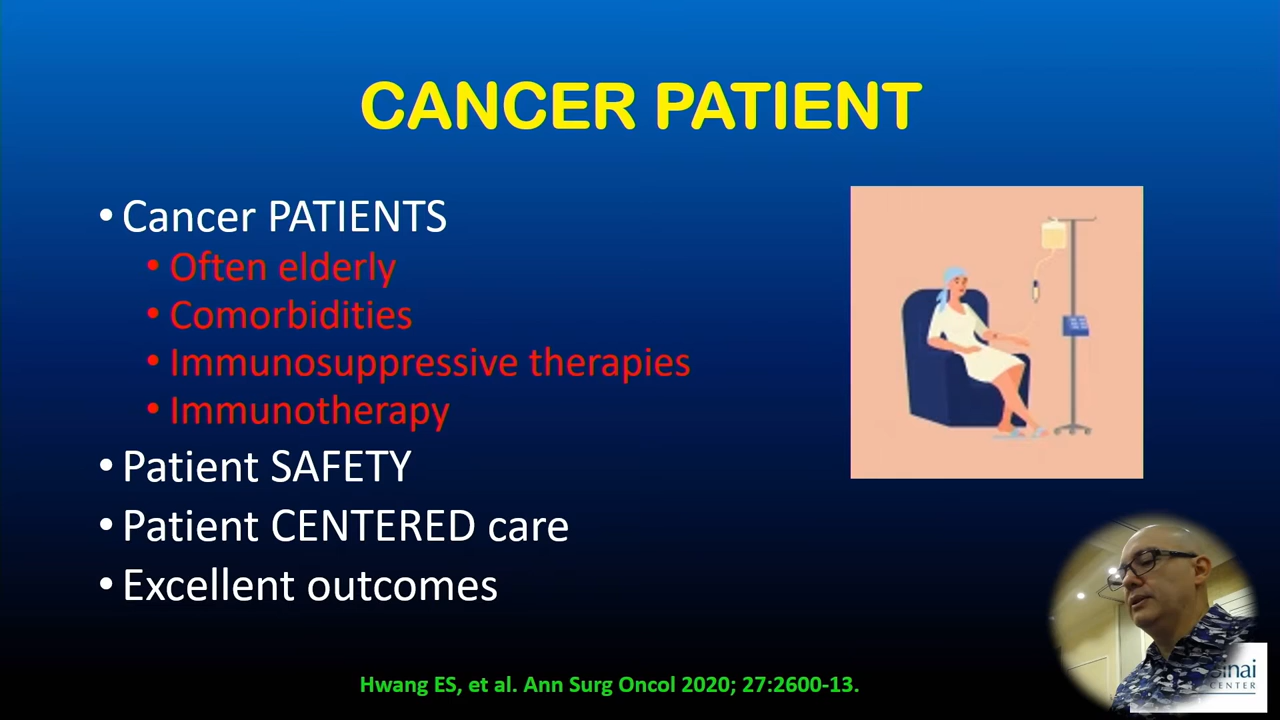 CANCER PATIENT
• Cancer PATIENTS
• Often elderly
• Comorbidities
• Immunosuppressive therapies
• Immunotherapy
• Patient SAFETY
• Patient CENTERED care
• Excellent outcomes
Hwang ES, et al. Ann Surg Oncol 2020; 27:2600-13.
CENTER